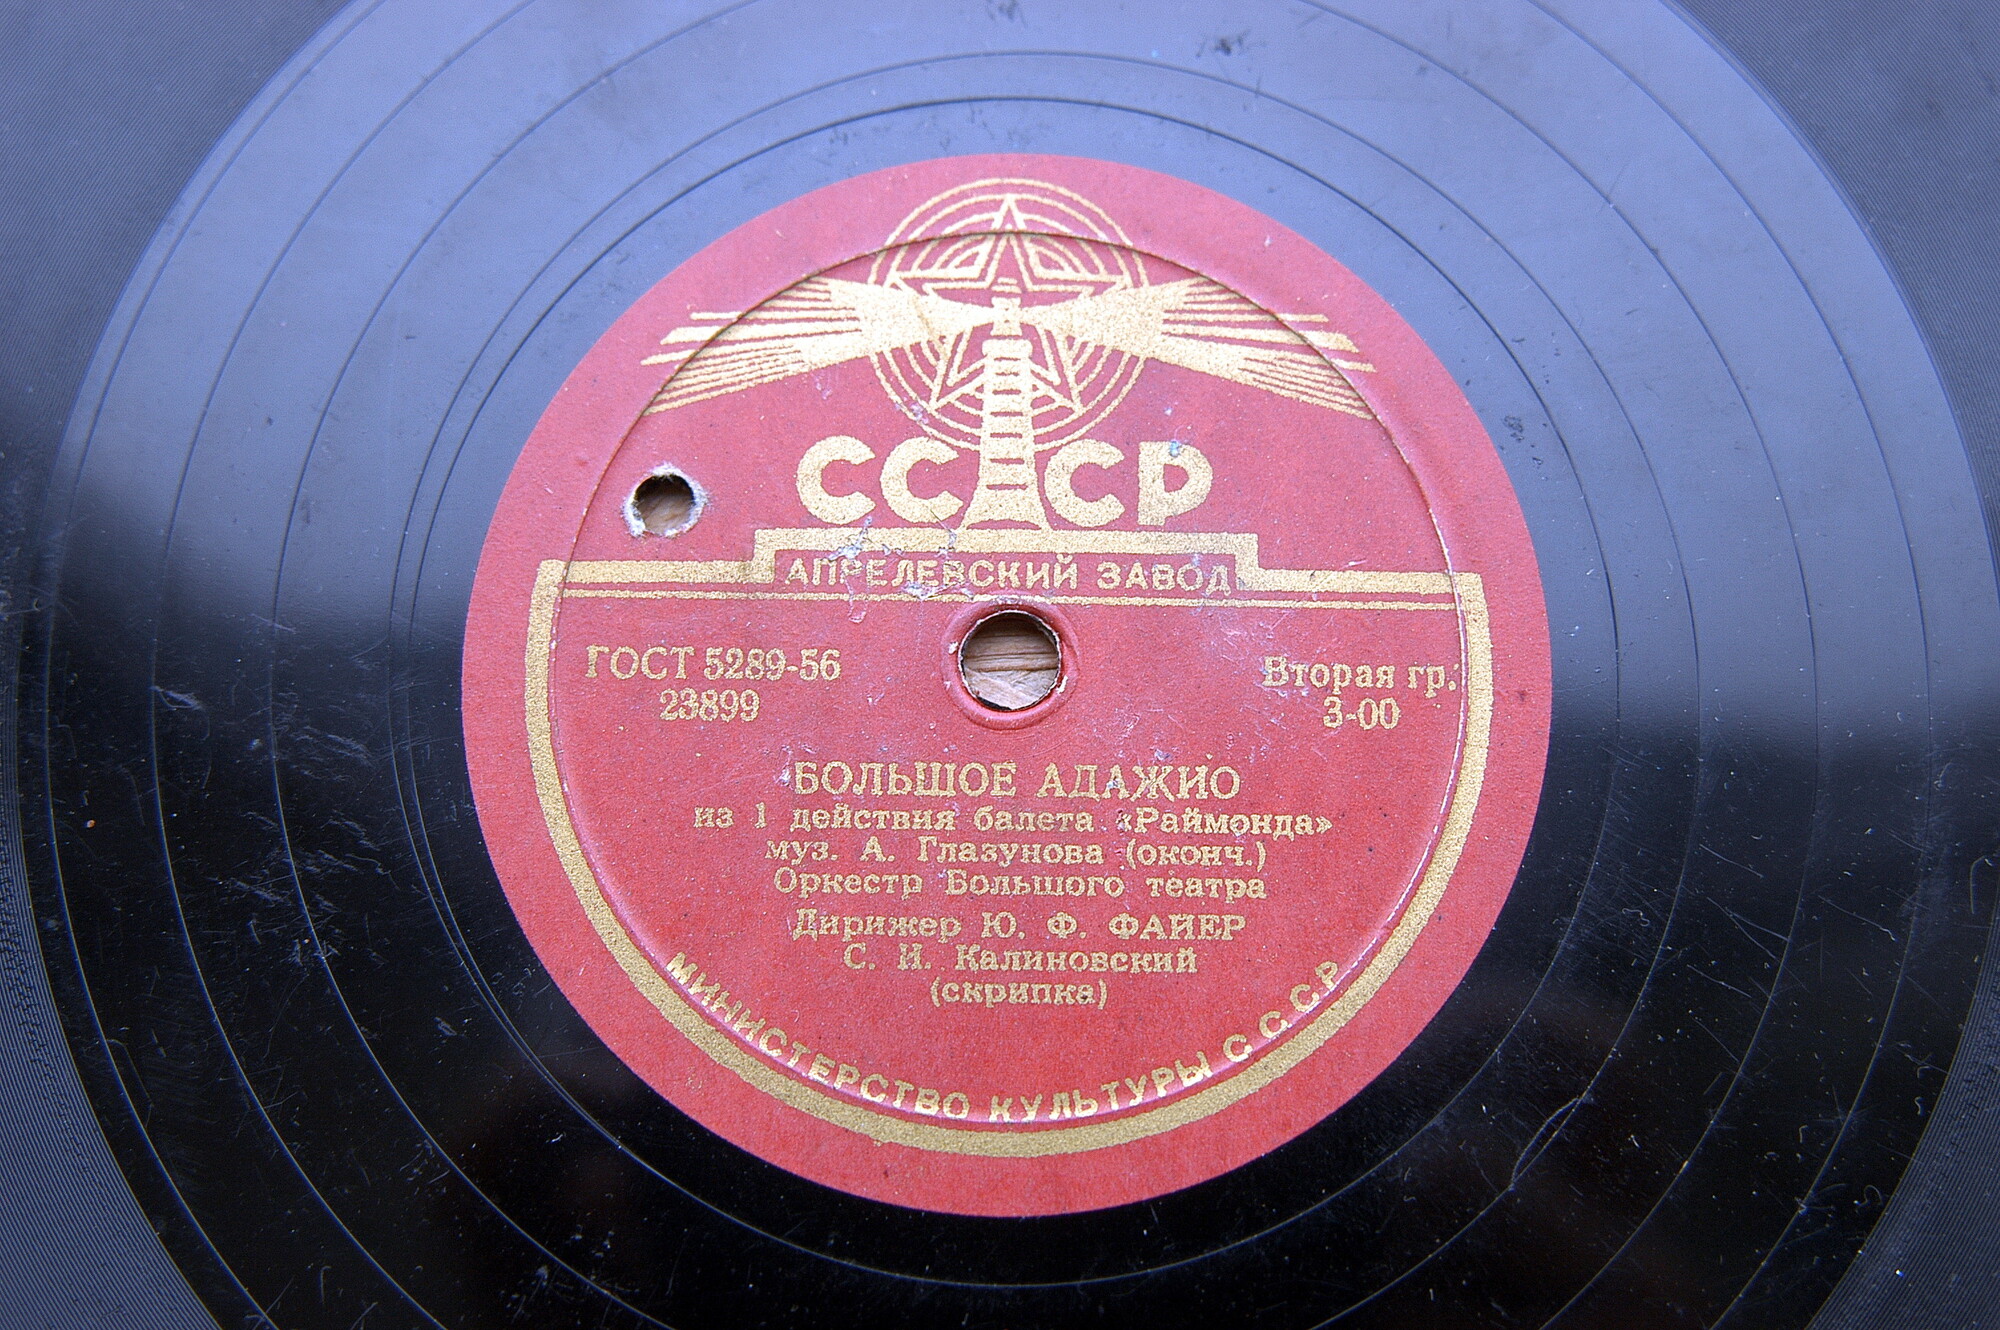 СССР
АПРЕЛЕВСКИЙ ЗАВОД
ГОСТ 5289-56
23899
Вторая гр.
3-00
БОЛЬШОЕ АДАЖИО
из 1 действия балета «Раймонда»
муз. А. Глазунова (оконч.)
Оркестр Большого театра
Дирижер Ю. Ф. ФАЙЕР
С. И. Калиновский
(скрипка)
МИНИСТЕРСТВО КУЛЬТУРЫ С С С Р